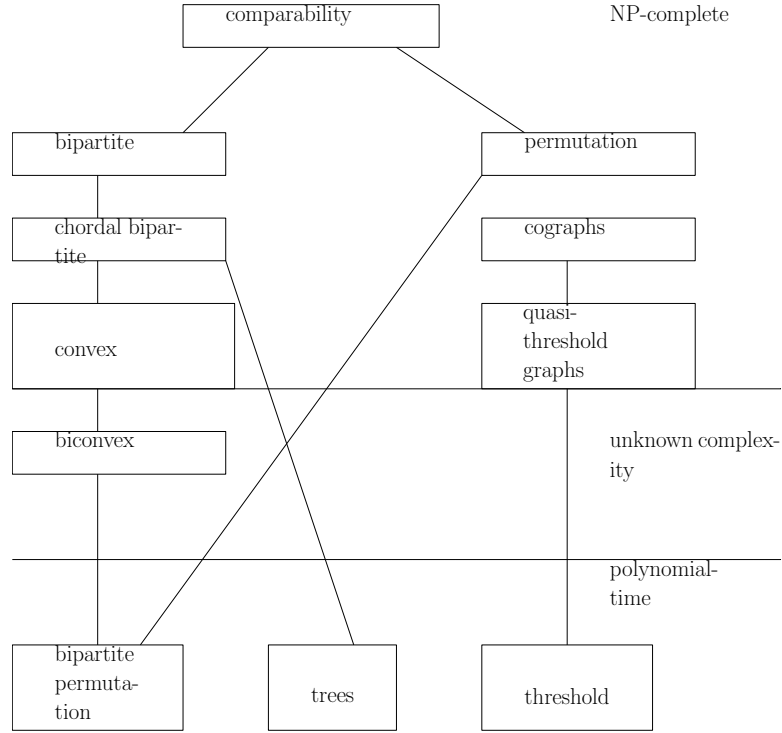 comparability
NP-complete
bipartite
permutation
chordal bipar-
tite
cographs
convex
quasi-
threshold
graphs
biconvex
unknown complex-
ity
polynomial-
time
bipartite
permuta-
tion
trees
threshold